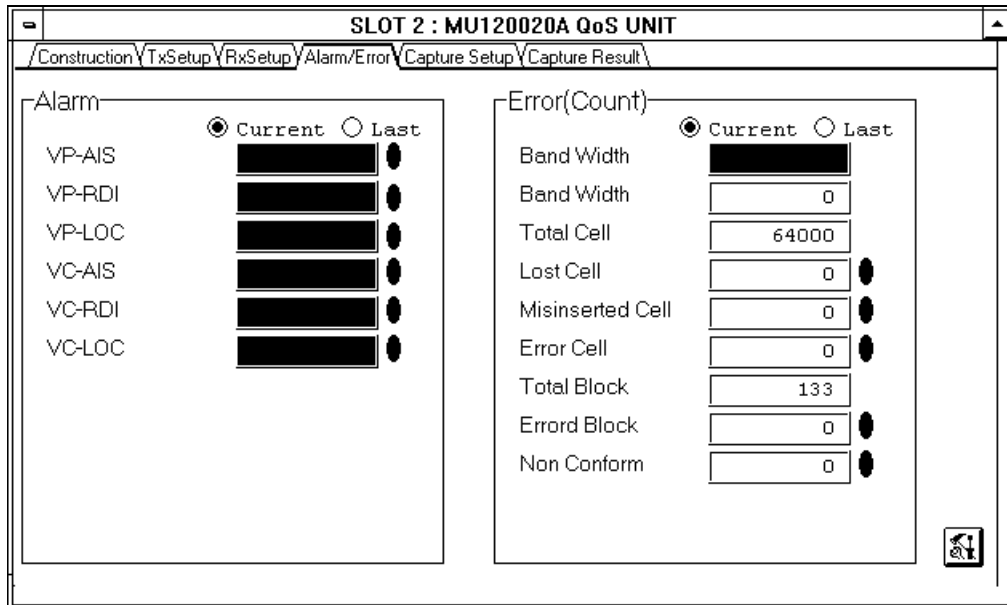 SLOT 2 : MU120020A QoS UNIT
Construction TxSetup RxSetup Alarm/Error Capture Setup Capture Result
Alarm
Current Last
VP-AIS
VP-RDI
VP-LOC
VC-AIS
VC-RDI
VC-LOC
Error(Count)
Current Last
Band Width
Band Width 0
Total Cell 64000
Lost Cell 0
Misinserted Cell 0
Error Cell 0
Total Block 133
Errord Block 0
Non Conform 0